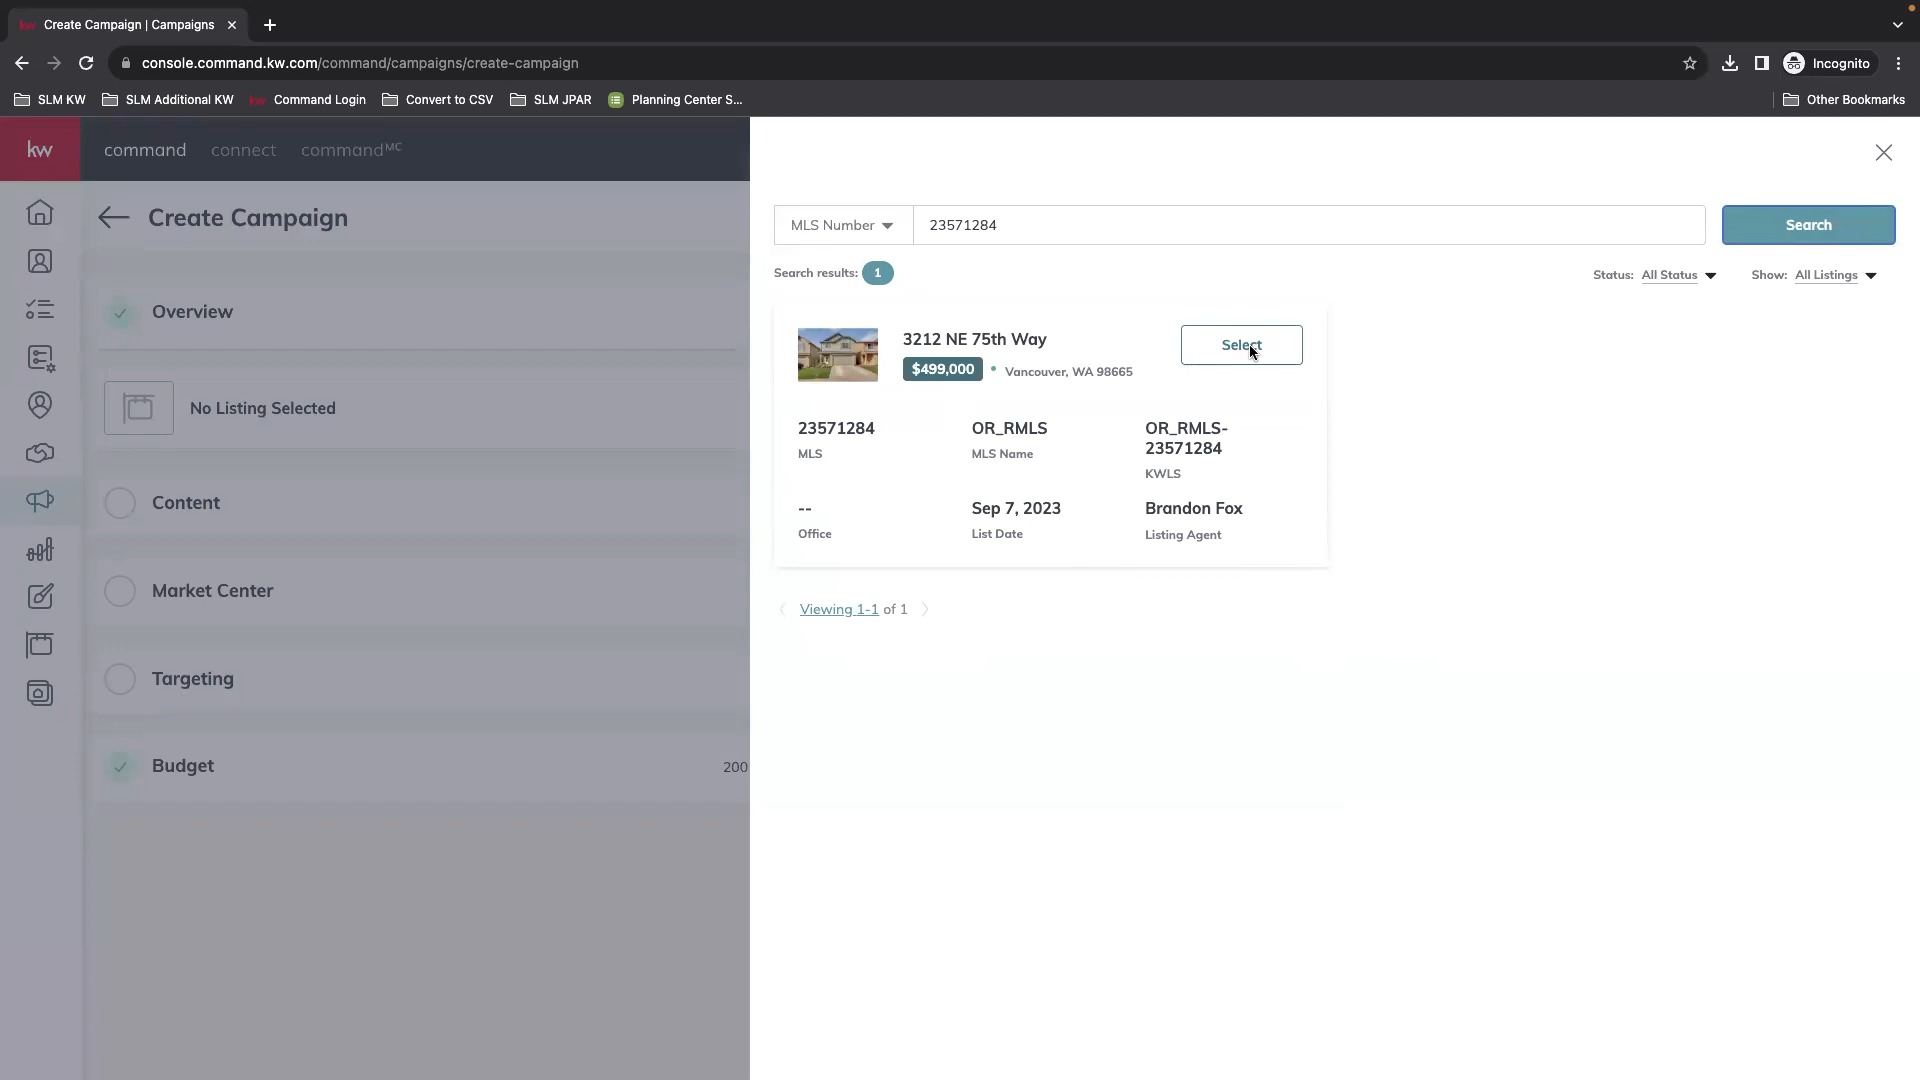 Create Campaign | Campaigns
console.command.kw.com/command/campaigns/create-campaign
Incognito
SLM KW
SLM Additional KW
kw Command Login
Convert to CSV
SLM JPAR
Planning Center S...
Other Bookmarks
kw
command
connect
commandMC
Create Campaign
Overview
No Listing Selected
Content
Market Center
Targeting
Budget
200
MLS Number
23571284
Search
Search results: 1
Status: All Status
Show: All Listings
3212 NE 75th Way
Select
$499,000 • Vancouver, WA 98665
23571284
MLS
OR_RMLS
MLS Name
OR_RMLS-
23571284
KWLS
--
Office
Sep 7, 2023
List Date
Brandon Fox
Listing Agent
Viewing 1-1 of 1